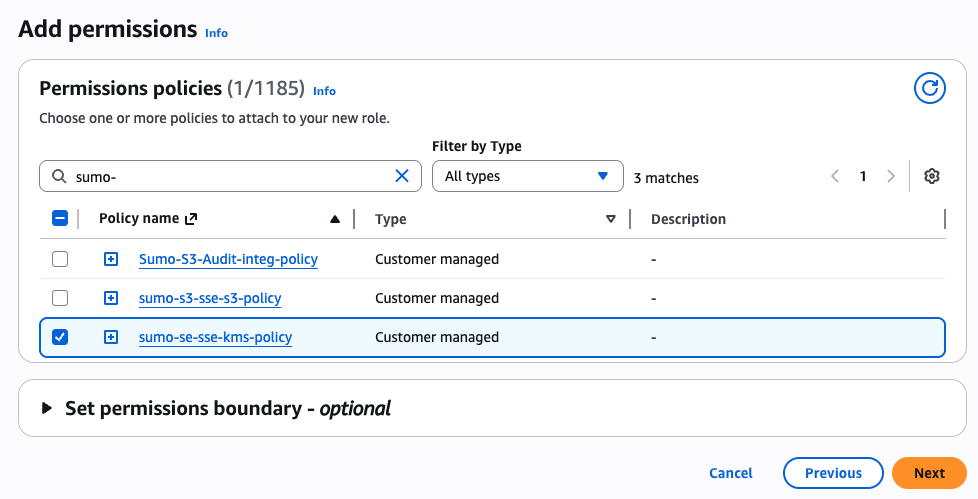 Add permissions Info
Permissions policies (1/1185) Info
Choose one or more policies to attach to your new role.
Filter by Type
sumo- All types 3 matches 1
Policy name Type Description
Sumo-S3-Audit-integ-policy Customer managed -
sumo-s3-sse-s3-policy Customer managed -
sumo-se-sse-kms-policy Customer managed -
Set permissions boundary - optional
Cancel Previous Next